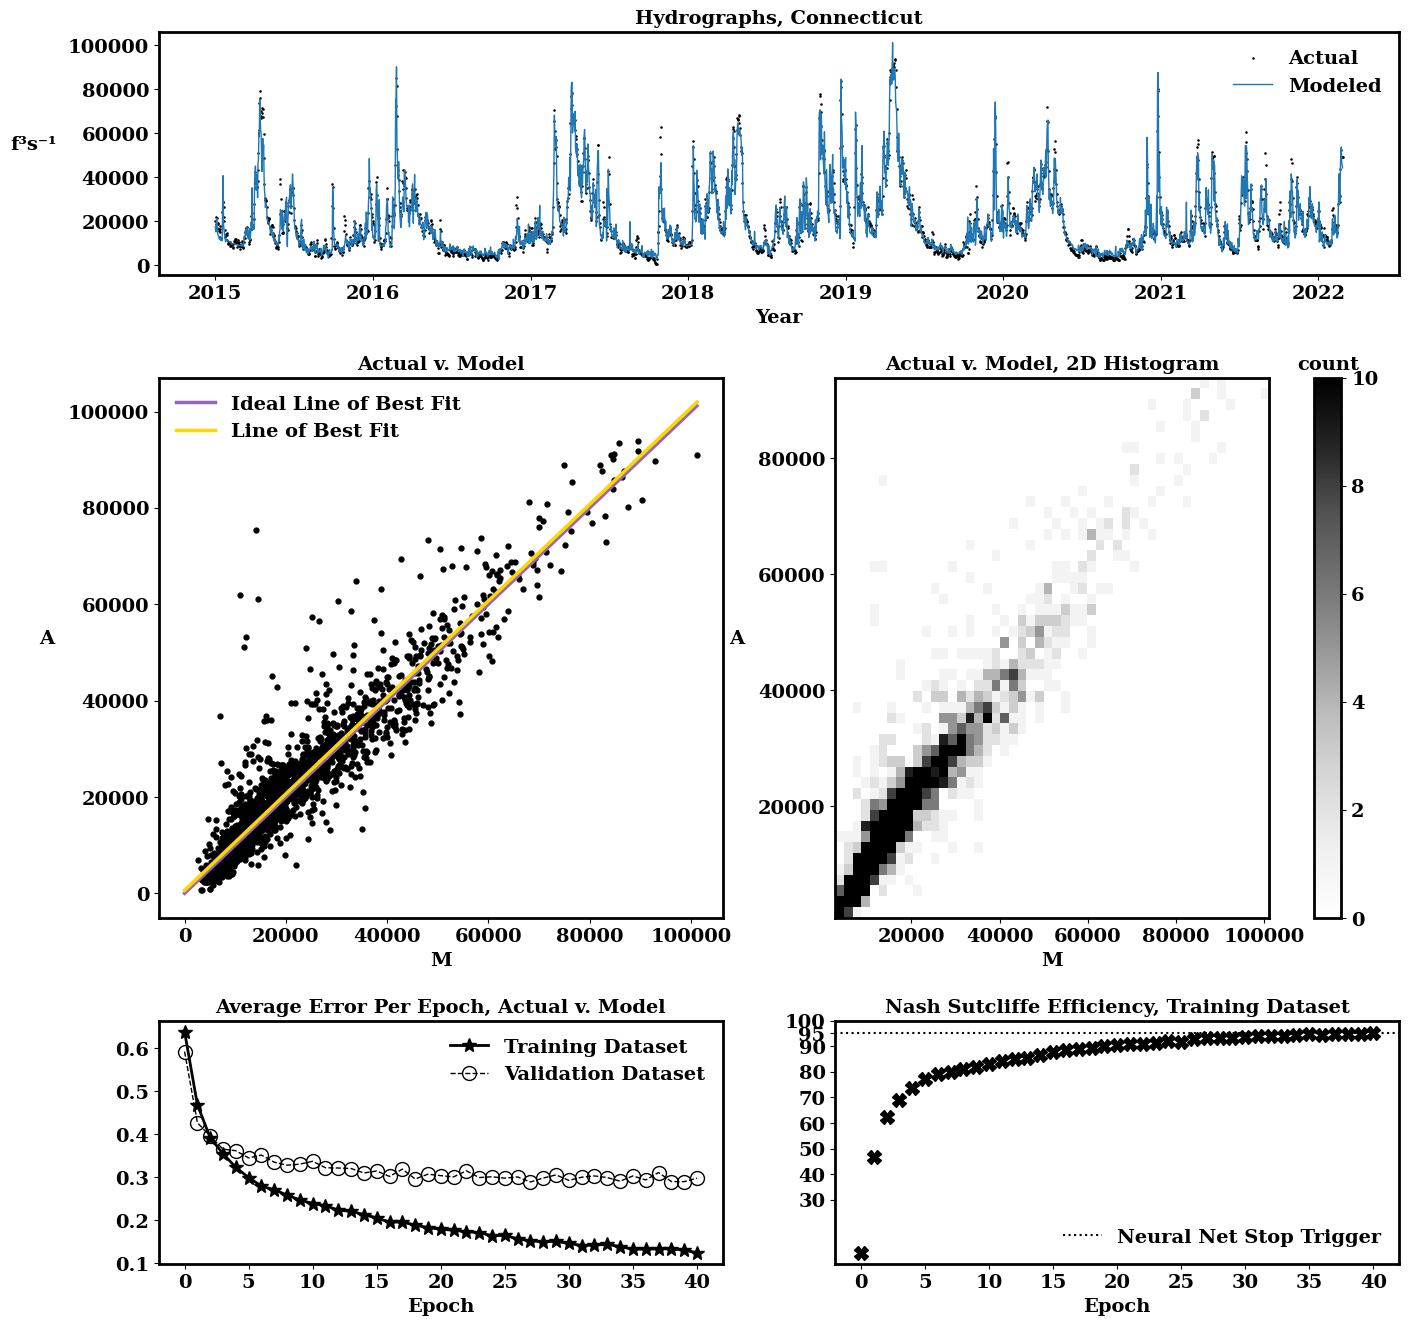 Hydrographs, Connecticut
100000
80000
60000
40000
20000
0
f³s⁻¹
Actual
Modeled
2015 2016 2017 2018 2019 2020 2021 2022
Year
Actual v. Model
100000
80000
60000
40000
20000
0
A
Ideal Line of Best Fit
Line of Best Fit
0 20000 40000 60000 80000 100000
M
Actual v. Model, 2D Histogram
80000
60000
40000
20000
A
20000 40000 60000 80000 100000
M
count
10
8
6
4
2
0
Average Error Per Epoch, Actual v. Model
0.6
0.5
0.4
0.3
0.2
0.1
Training Dataset
Validation Dataset
0 5 10 15 20 25 30 35 40
Epoch
Nash Sutcliffe Efficiency, Training Dataset
100
95
90
80
70
60
50
40
30
Neural Net Stop Trigger
0 5 10 15 20 25 30 35 40
Epoch